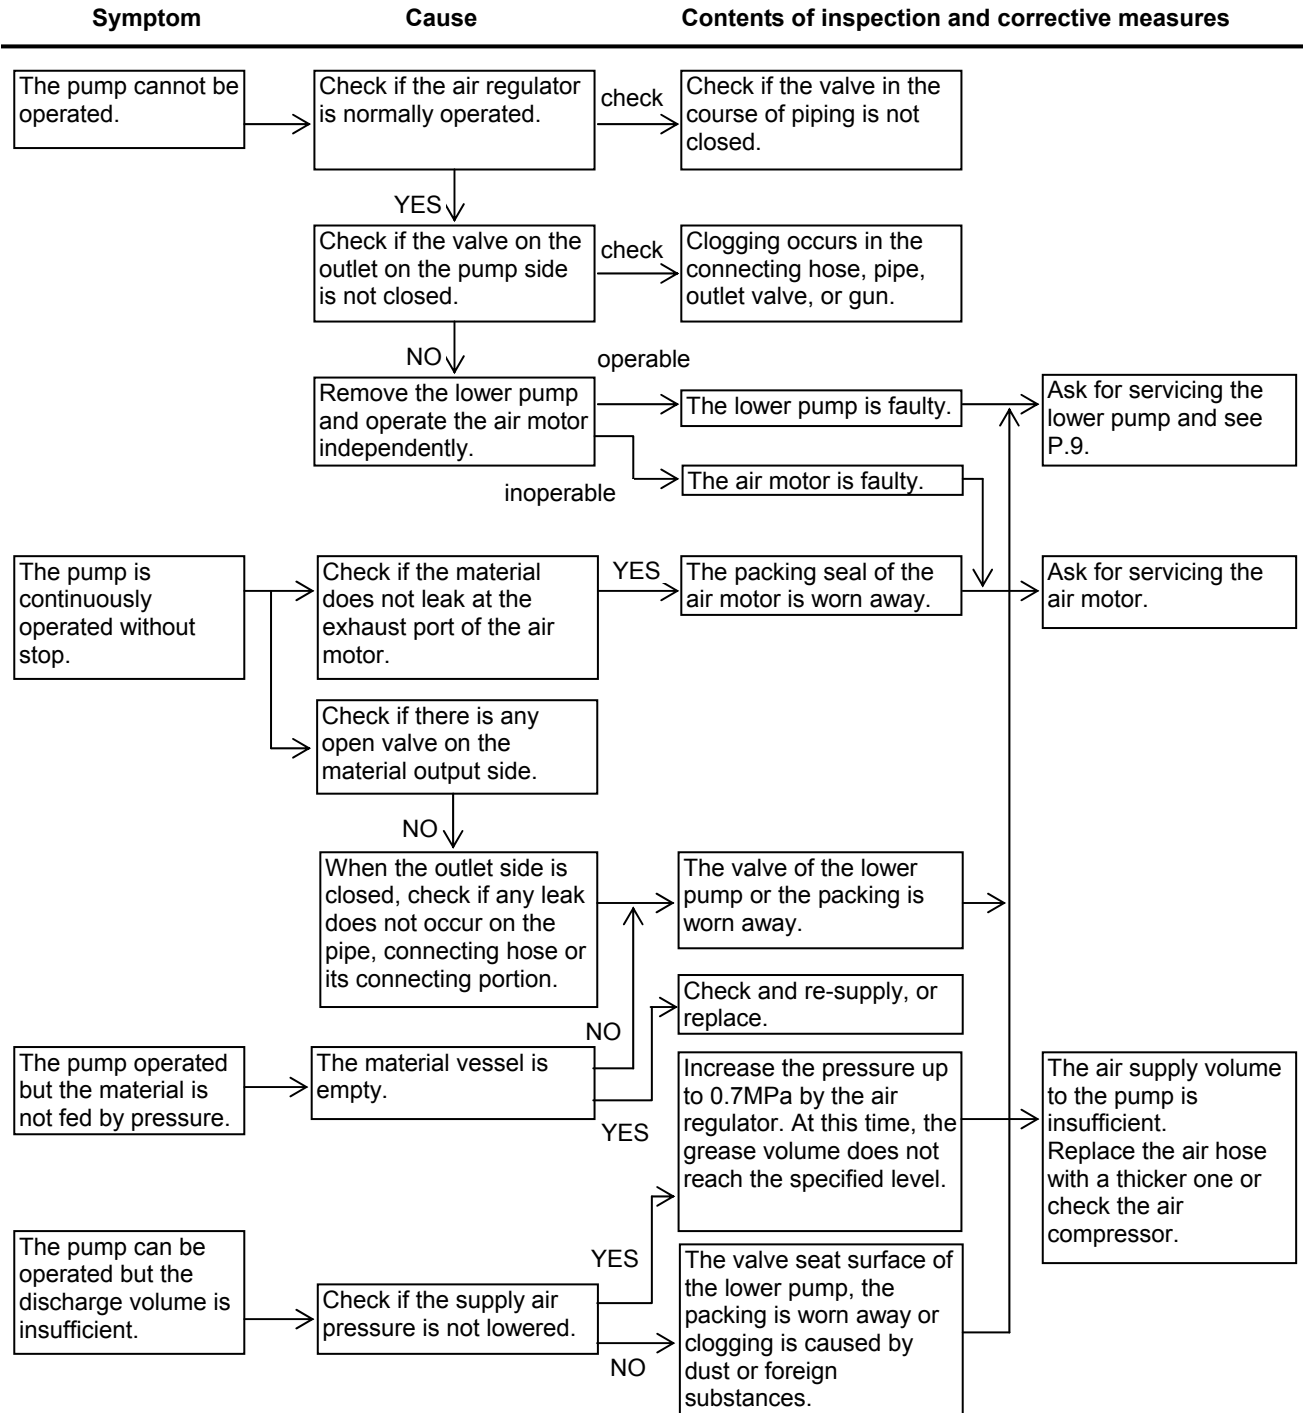 Symptom
Cause
Contents of inspection and corrective measures
The pump cannot be
operated.
Check if the air regulator
is normally operated.
check
Check if the valve in the
course of piping is not
closed.
YES
Check if the valve on the
outlet on the pump side
is not closed.
check
Clogging occurs in the
connecting hose, pipe,
outlet valve, or gun.
NO
operable
Remove the lower pump
and operate the air motor
independently.
The lower pump is faulty.
Ask for servicing the
lower pump and see
P.9.
inoperable
The air motor is faulty.
The pump is
continuously
operated without
stop.
Check if the material
does not leak at the
exhaust port of the air
motor.
YES
The packing seal of the
air motor is worn away.
Ask for servicing the
air motor.
Check if there is any
open valve on the
material output side.
NO
When the outlet side is
closed, check if any leak
does not occur on the
pipe, connecting hose or
its connecting portion.
The valve of the lower
pump or the packing is
worn away.
Check and re-supply, or
replace.
NO
The pump operated
but the material is
not fed by pressure.
The material vessel is
empty.
YES
Increase the pressure up
to 0.7MPa by the air
regulator. At this time, the
grease volume does not
reach the specified level.
The air supply volume
to the pump is
insufficient.
Replace the air hose
with a thicker one or
check the air
compressor.
The pump can be
operated but the
discharge volume is
insufficient.
Check if the supply air
pressure is not lowered.
YES
NO
The valve seat surface of
the lower pump, the
packing is worn away or
clogging is caused by
dust or foreign
substances.